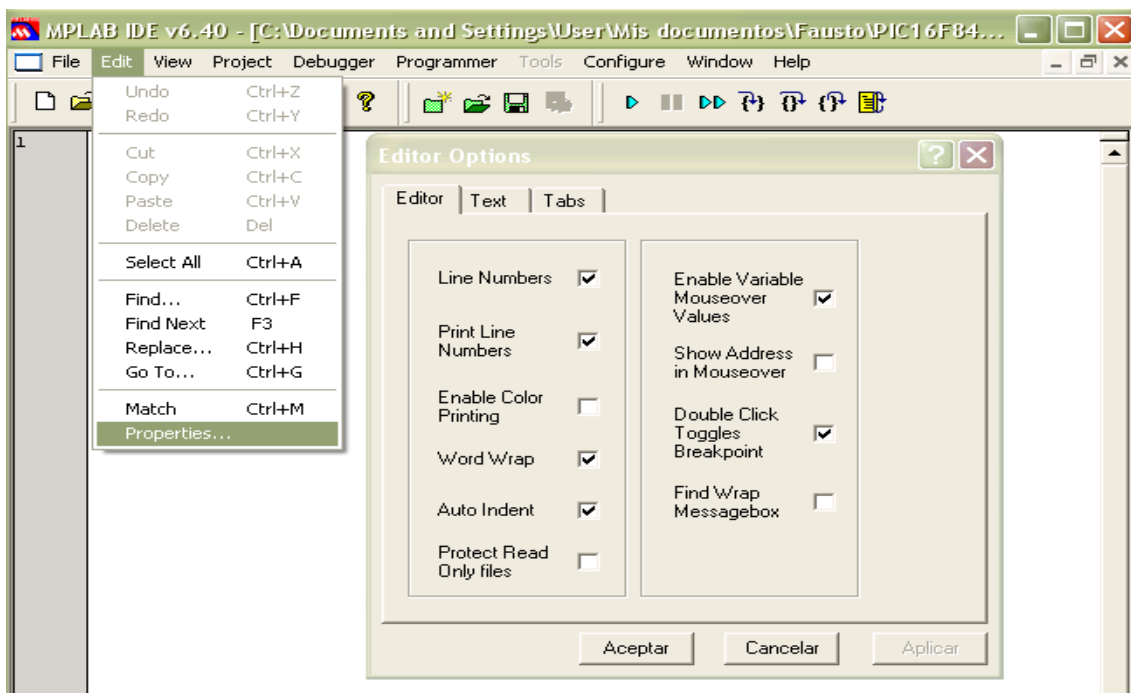 MPLAB IDE v6.40 - [C:\Documents and Settings\User\Mis documentos\Fausto\PIC16F84...
File Edit View Project Debugger Programmer Tools Configure Window Help
Undo Ctrl+Z
Redo Ctrl+Y
Cut Ctrl+X
Copy Ctrl+C
Paste Ctrl+V
Delete Del
Select All Ctrl+A
Find... Ctrl+F
Find Next F3
Replace... Ctrl+H
Go To... Ctrl+G
Match Ctrl+M
Properties...
1
Editor Options
Editor Text Tabs
Line Numbers
Print Line
Numbers
Enable Color
Printing
Word Wrap
Auto Indent
Protect Read
Only files
Enable Variable
Mouseover
Values
Show Address
in Mouseover
Double Click
Toggles
Breakpoint
Find Wrap
Messagebox
Aceptar Cancelar Aplicar